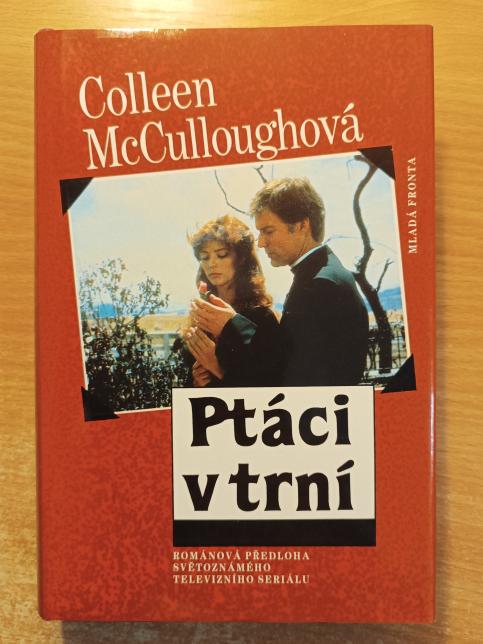 Colleen
McCulloughová
MLADÁ FRONTA
Ptáci
v trní
ROMÁNOVÁ PŘEDLOHA
SVĚTOZNÁMÉHO
TELEVIZNÍHO SERIÁLU